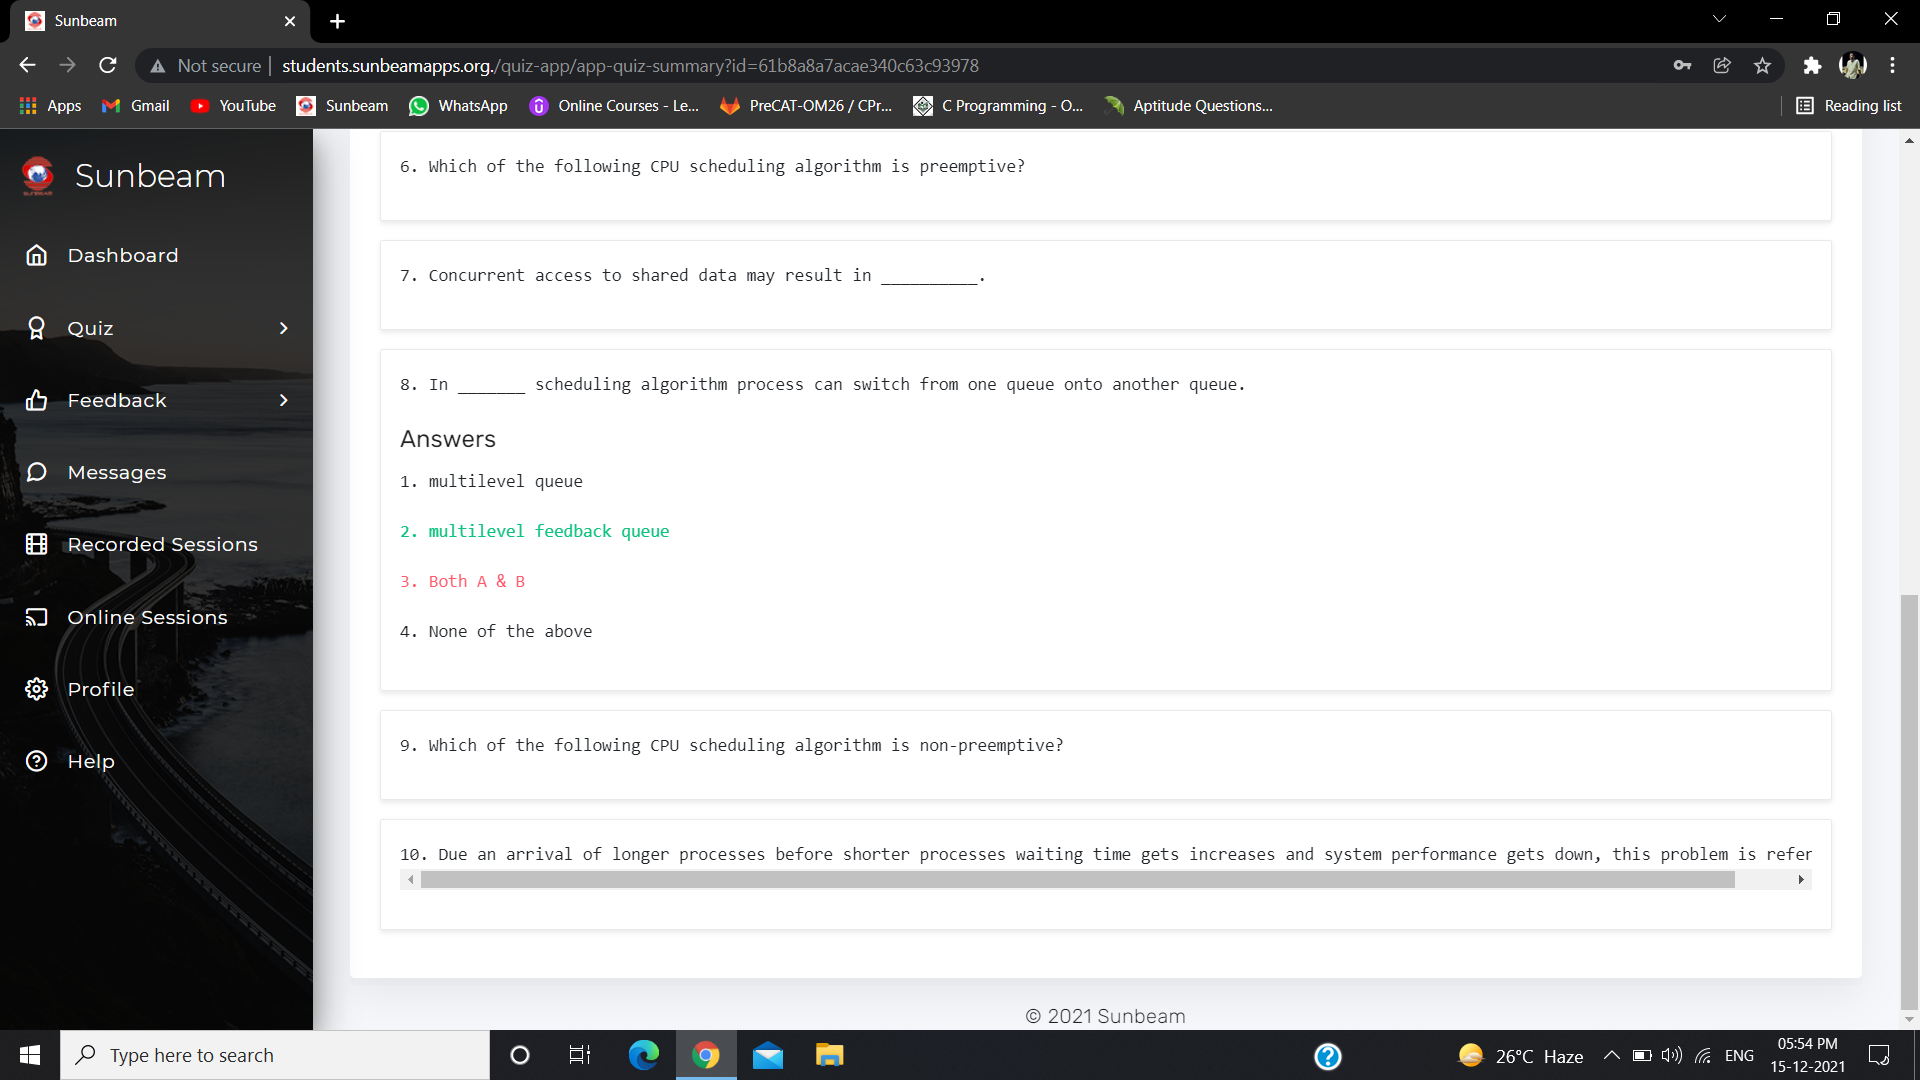 Sunbeam
Not secure
students.sunbeamapps.org./quiz-app/app-quiz-summary?id=61b8a8a7acae340c63c93978
Apps
Gmail
YouTube
Sunbeam
WhatsApp
Online Courses - Le...
PreCAT-OM26 / CPr...
C Programming - O...
Aptitude Questions...
Reading list
Sunbeam
Dashboard
Quiz
Feedback
Messages
Recorded Sessions
Online Sessions
Profile
Help
6. Which of the following CPU scheduling algorithm is preemptive?
7. Concurrent access to shared data may result in __________.
8. In _______ scheduling algorithm process can switch from one queue onto another queue.
Answers
1. multilevel queue
2. multilevel feedback queue
3. Both A & B
4. None of the above
9. Which of the following CPU scheduling algorithm is non-preemptive?
10. Due an arrival of longer processes before shorter processes waiting time gets increases and system performance gets down, this problem is refer
© 2021 Sunbeam
Type here to search
26°C Haze
ENG
05:54 PM
15-12-2021